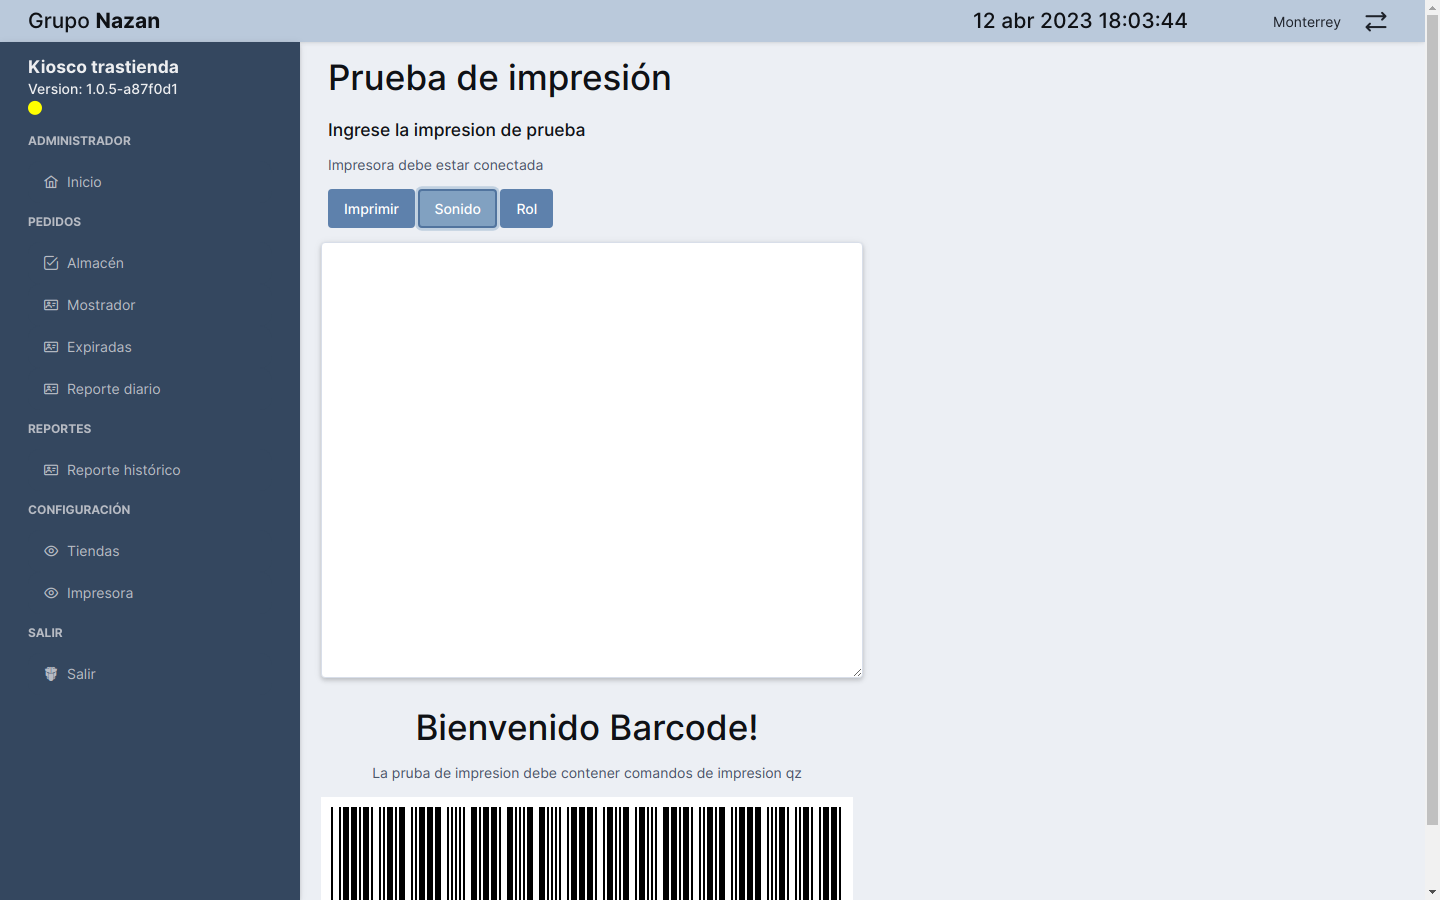 Grupo Nazan
12 abr 2023 18:03:44
Monterrey
Kiosco trastienda
Version: 1.0.5-a87f0d1
ADMINISTRADOR
Inicio
PEDIDOS
Almacén
Mostrador
Expiradas
Reporte diario
REPORTES
Reporte histórico
CONFIGURACIÓN
Tiendas
Impresora
SALIR
Salir
Prueba de impresión
Ingrese la impresion de prueba
Impresora debe estar conectada
Imprimir Sonido Rol
Bienvenido Barcode!
La pruba de impresion debe contener comandos de impresion qz